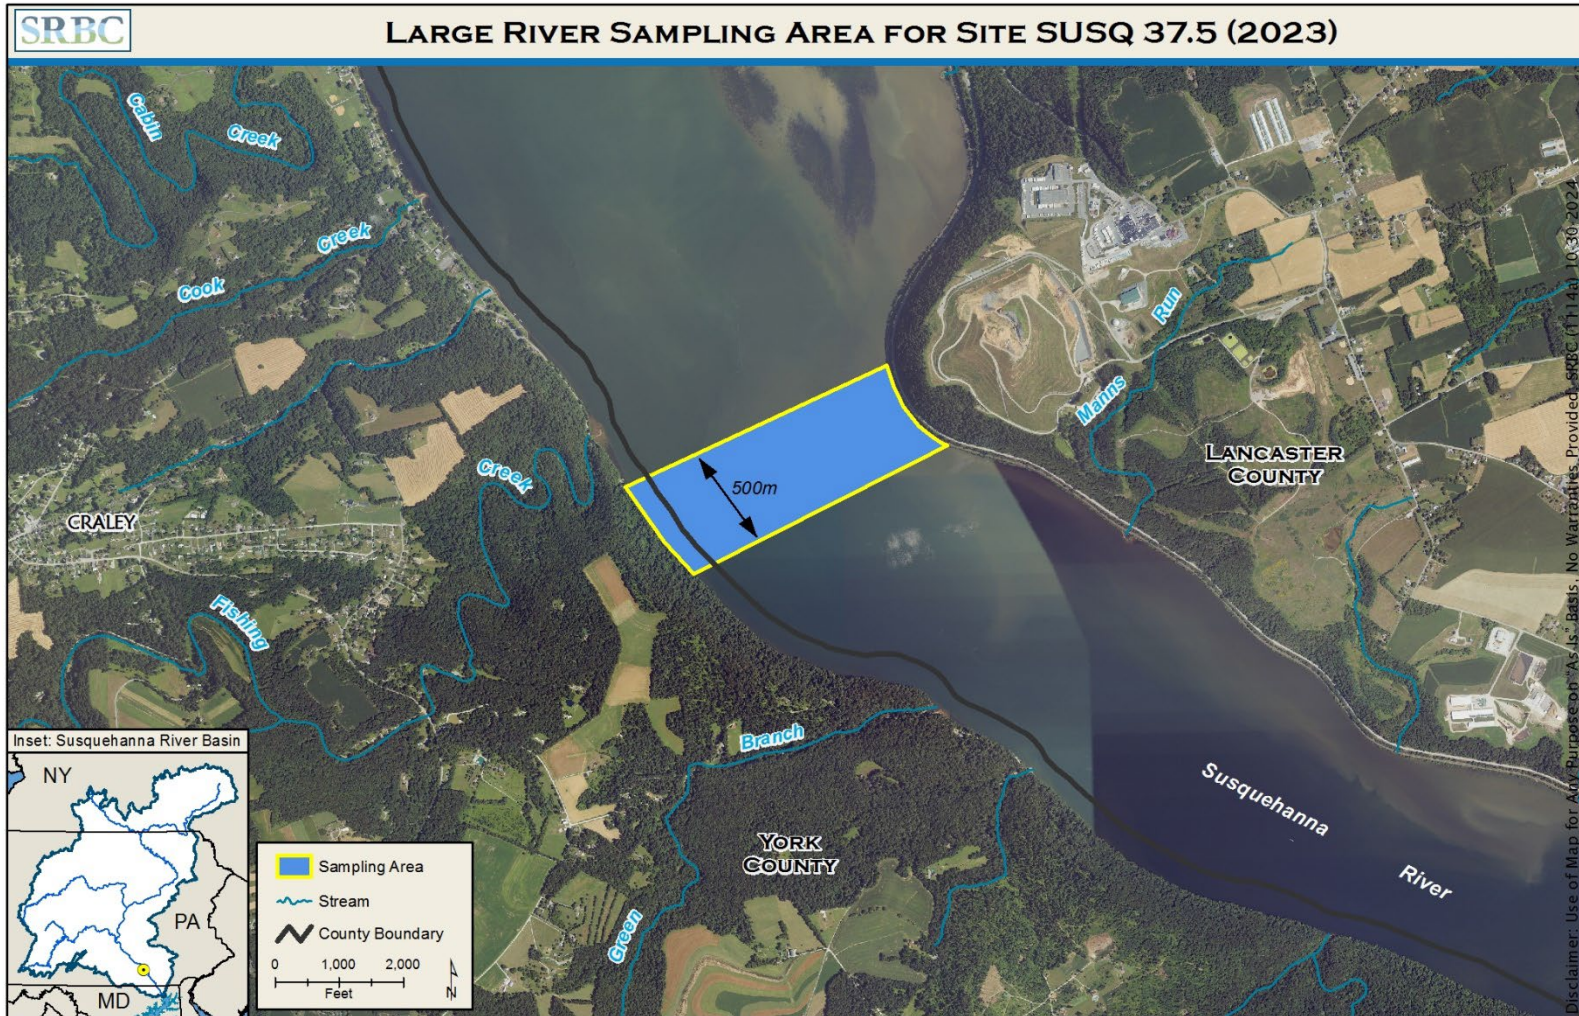 SRBC
LARGE RIVER SAMPLING AREA FOR SITE SUSQ 37.5 (2023)
Cabin
Creek
Creek
Cook
Run
Manns
LANCASTER
COUNTY
500m
Creek
CRALEY
Fishing
Branch
Green
YORK
COUNTY
Susquehanna
River
Inset: Susquehanna River Basin
NY
PA
MD
Sampling Area
Stream
County Boundary
0 1,000 2,000
Feet
N
Disclaimer: Use of Map for Any Purpose on "As Is" Basis, No Warranties Provided. SRBC (1114a) 10-30-2024